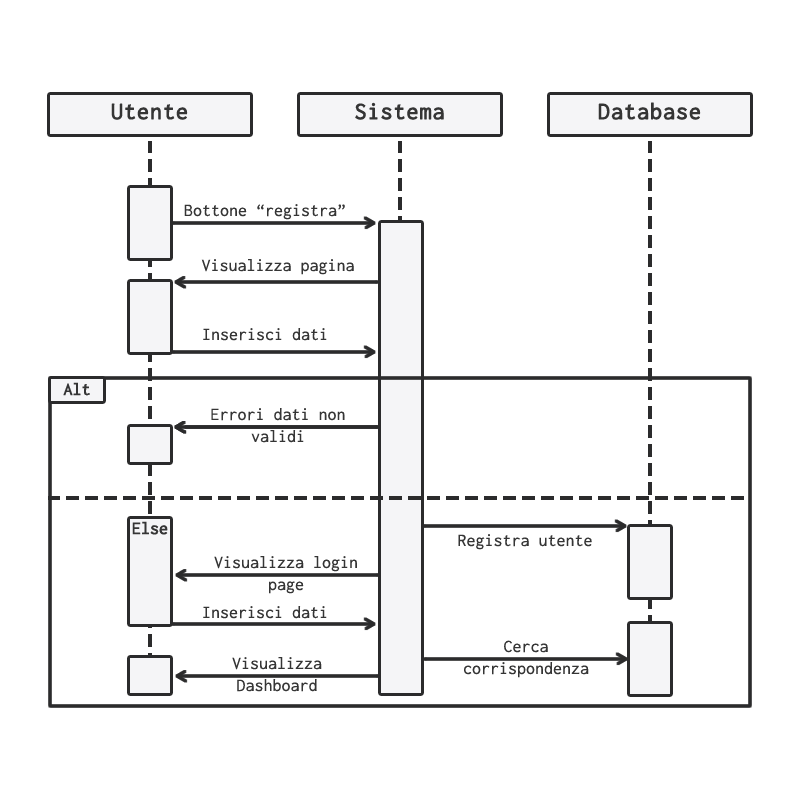 Utente
Sistema
Database
Bottone “registra”
Visualizza pagina
Inserisci dati
Alt
Errori dati non
validi
Else
Registra utente
Visualizza login
page
Inserisci dati
Cerca
corrispondenza
Visualizza
Dashboard